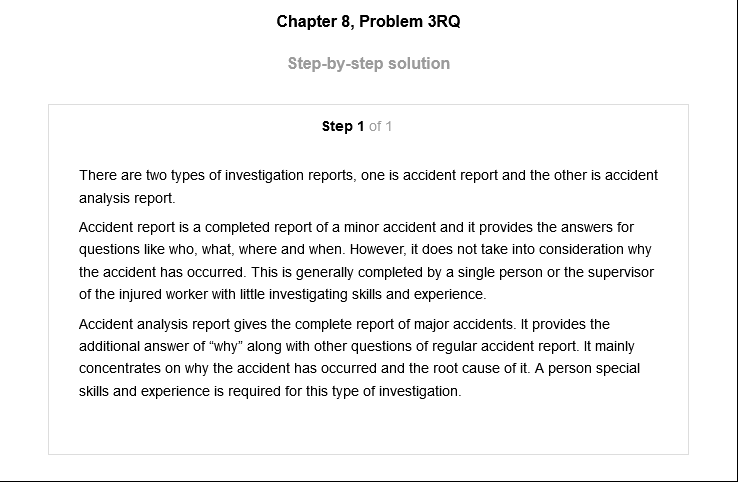 Chapter 8, Problem 3RQ
Step-by-step solution
Step 1 of 1
There are two types of investigation reports, one is accident report and the other is accident
analysis report.
Accident report is a completed report of a minor accident and it provides the answers for
questions like who, what, where and when. However, it does not take into consideration why
the accident has occurred. This is generally completed by a single person or the supervisor
of the injured worker with little investigating skills and experience.
Accident analysis report gives the complete report of major accidents. It provides the
additional answer of “why” along with other questions of regular accident report. It mainly
concentrates on why the accident has occurred and the root cause of it. A person special
skills and experience is required for this type of investigation.